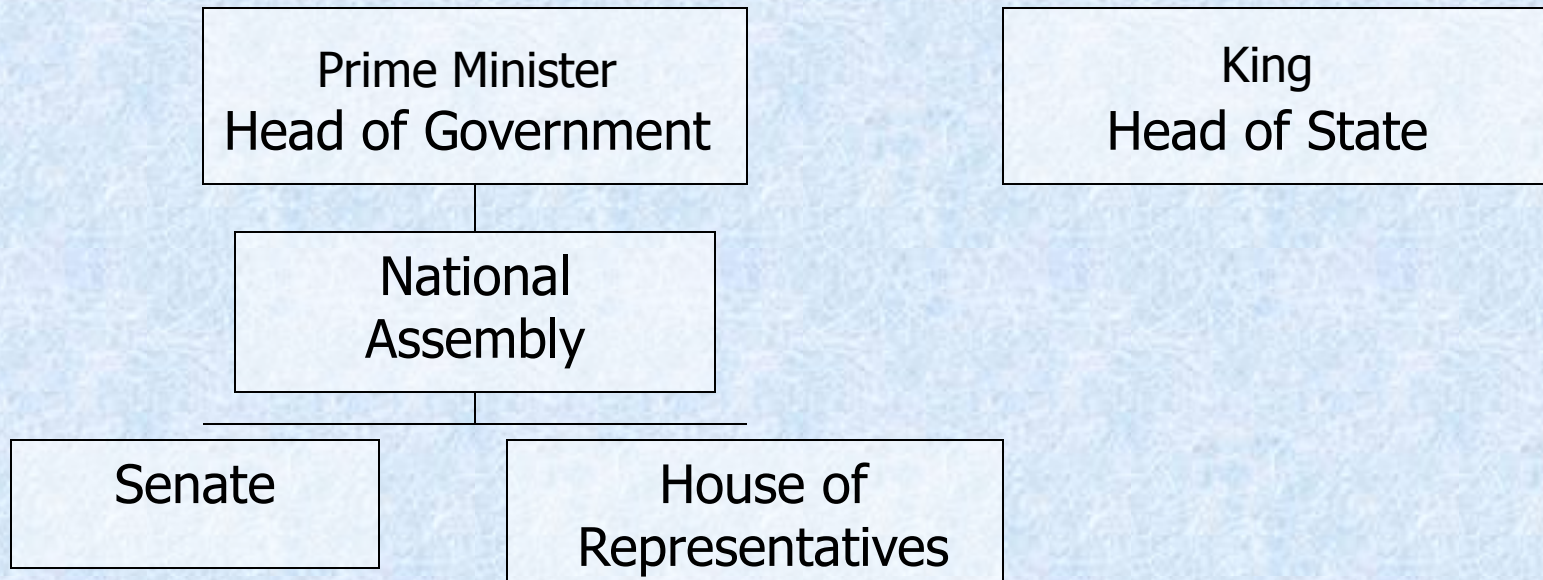 Prime Minister
Head of Government
King
Head of State
National
Assembly
Senate
House of
Representatives